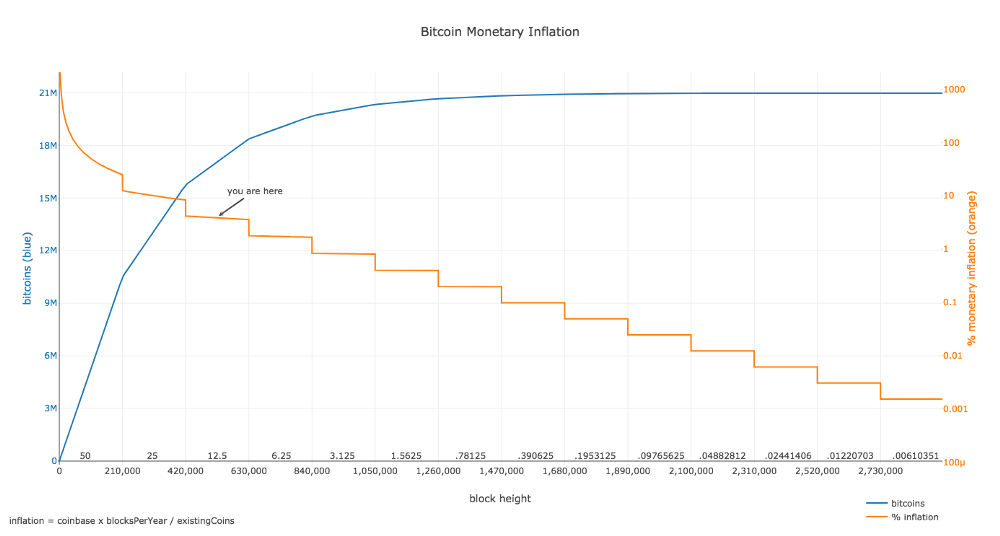 Bitcoin Monetary Inflation
21M
18M
15M
12M
9M
6M
3M
0
bitcoins (blue)
you are here
1000
100
10
1
0.1
0.01
0.001
100μ
% monetary inflation (orange)
50 25 12.5 6.25 3.125 1.5625 .78125 .390625 .1953125 .09765625 .04882812 .02441406 .01220703 .00610351
0 210,000 420,000 630,000 840,000 1,050,000 1,260,000 1,470,000 1,680,000 1,890,000 2,100,000 2,310,000 2,520,000 2,730,000
block height
bitcoins
% inflation
inflation = coinbase x blocksPerYear / existingCoins